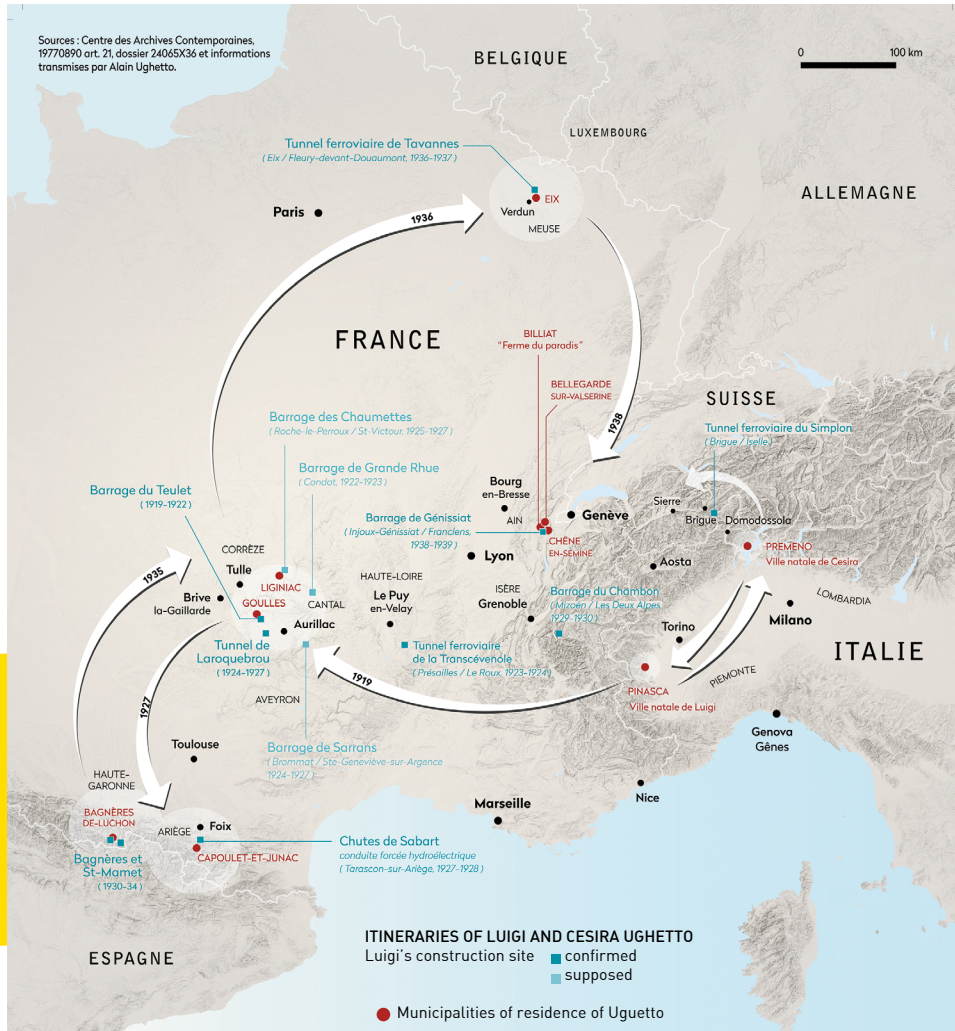 Sources : Centre des Archives Contemporaines,
19770890 art. 21, dossier 24065X36 et informations
transmises par Alain Ughetto.
0 100 km
BELGIQUE
LUXEMBOURG
ALLEMAGNE
Tunnel ferroviaire de Tavannes
( Eix / Fleury-devant-Douaumont, 1936-1937 )
Paris
1936
EIX
Verdun
MEUSE
FRANCE
BILLIAT
"Ferme du paradis"
BELLEGARDE
SUR-VALSERINE
1938
SUISSE
Tunnel ferroviaire du Simplon
( Brigue / Iselle )
Barrage des Chaumettes
( Roche-le-Perroux / St-Victour, 1925-1927 )
Barrage de Grande Rhue
( Condat, 1922-1923 )
Barrage du Teulet
( 1919-1922 )
Bourg
en-Bresse
AIN
Genève
Sierre
Brigue
Domodossola
Barrage de Génissiat
( Injoux-Génissiat / Franclens,
1938-1939 )
CHÊNE
EN-SEMINE
PREMENO
Ville natale de Cesira
Lyon
Aosta
CORRÈZE
Tulle
LIGINIAC
HAUTE-LOIRE
ISÈRE
Grenoble
Barrage du Chambon
( Mizoën / Les Deux Alpes
1929-1930 )
LOMBARDIA
Milano
1935
Brive
la-Gaillarde
GOULLES
CANTAL
Le Puy
en-Velay
Aurillac
Torino
ITALIE
Tunnel de
Laroquebrou
( 1924-1927 )
Tunnel ferroviaire
de la Transcévenole
( Présailles / Le Roux, 1923-1924 )
1919
PINASCA
Ville natale de Luigi
PIEMONTE
AVEYRON
1927
Genova
Gênes
Toulouse
Barrage de Sarrans
( Brommat / Ste-Geneviève-sur-Argence
1924-1927 )
HAUTE-
GARONNE
Nice
Marseille
BAGNÈRES
DE-LUCHON
ARIÈGE
Foix
CAPOULET-ET-JUNAC
Bagnères et
St-Mamet
( 1930-34 )
Chutes de Sabart
conduite forcée hydroélectrique
( Tarascon-sur-Ariège, 1927-1928 )
ESPAGNE
ITINERARIES OF LUIGI AND CESIRA UGHETTO
Luigi's construction site confirmed
supposed
Municipalities of residence of Uguetto